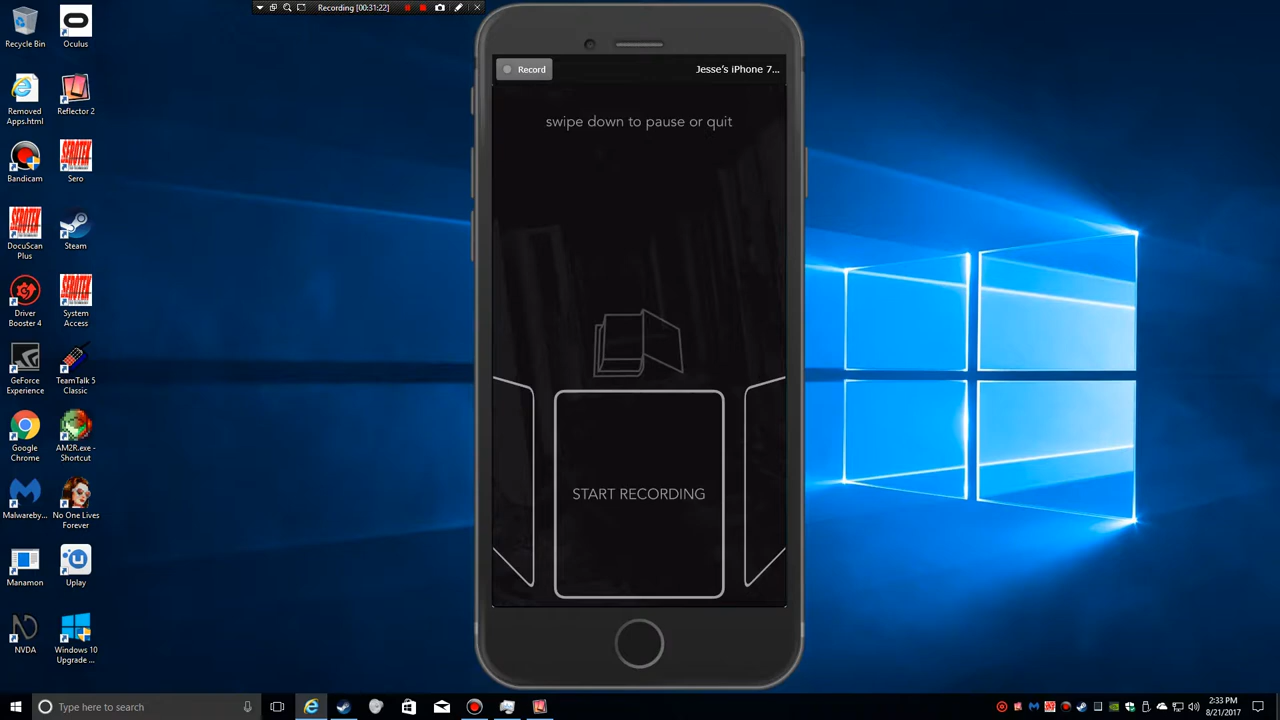 Recording [00:31:22]
Recycle Bin
Oculus
Removed
Apps.html
Reflector 2
Bandicam
SEROTEK
Sero
SEROTEK
DocuScan
Plus
Steam
Driver
Booster 4
SEROTEK
System
Access
GeForce
Experience
TeamTalk 5
Classic
Google
Chrome
AM2R.exe -
Shortcut
Malwareby...
No One Lives
Forever
Manamon
Uplay
NVDA
Windows 10
Upgrade ...
Record
Jesse's iPhone 7...
swipe down to pause or quit
START RECORDING
Type here to search
2:33 PM
8/21/2017